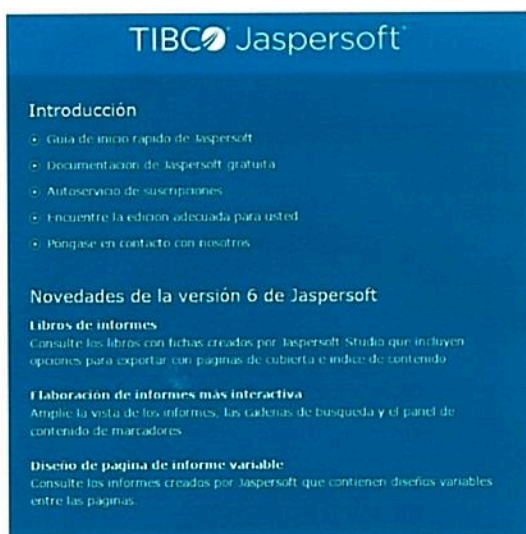 TIBCO Jaspersoft
Introducción
Guía de inicio rápido de Jaspersoft
Documentación de Jaspersoft gratuita
Autoservicio de suscripciones
Encuentre la edición adecuada para usted
Póngase en contacto con nosotros
Novedades de la versión 6 de Jaspersoft
Libros de informes
Consulte los libros con fichas creados por Jaspersoft Studio que incluyen
opciones para exportar con páginas de cubierta e índice de contenido
Elaboración de informes más interactiva
Amplíe la vista de los informes, las cadenas de búsqueda y el panel de
contenido de marcadores
Diseño de página de informe variable
Consulte los informes creados por Jaspersoft que contienen diseños variables
entre las páginas.